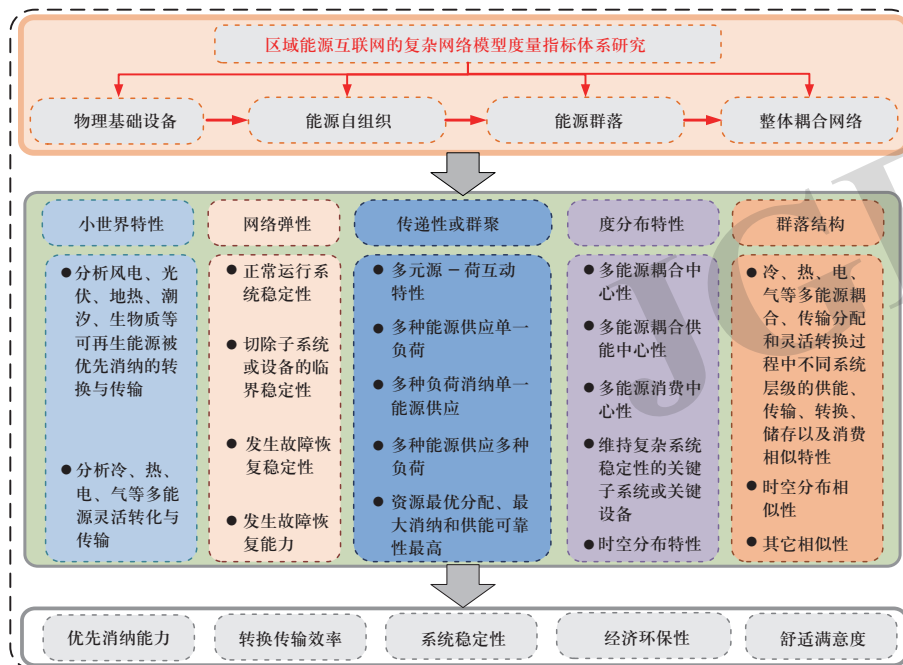 区域能源互联网的复杂网络模型度量指标体系研究
物理基础设备
能源自组织
能源群落
整体耦合网络
小世界特性
●分析风电、光
伏、地热、潮
汐、生物质等
可再生能源被
优先消纳的转
换与传输
●分析冷、热、
电、气等多能
源灵活转化与
传输
网络弹性
●正常运行系
统稳定性
●切除子系统
或设备的临
界稳定性
●发生故障恢
复稳定性
●发生故障恢
复能力
传递性或群聚
●多元源－荷互动
特性
●多种能源供应单一
负荷
●多种负荷消纳单一
能源供应
●多种能源供应多种
负荷
●资源最优分配、最
大消纳和供能可靠
性最高
度分布特性
●多能源耦合中
心性
●多能源耦合供
能中心性
●多能源消费中
心性
●维持复杂系统
稳定性的关键
子系统或关键
设备
●时空分布特性
群落结构
●冷、热、电、
气等多能源耦
合、传输分配
和灵活转换过
程中不同系统
层级的供能、
传输、转换、
储存以及消费
相似特性
●时空分布相
似性
●其它相似性
优先消纳能力
转换传输效率
系统稳定性
经济环保性
舒适满意度